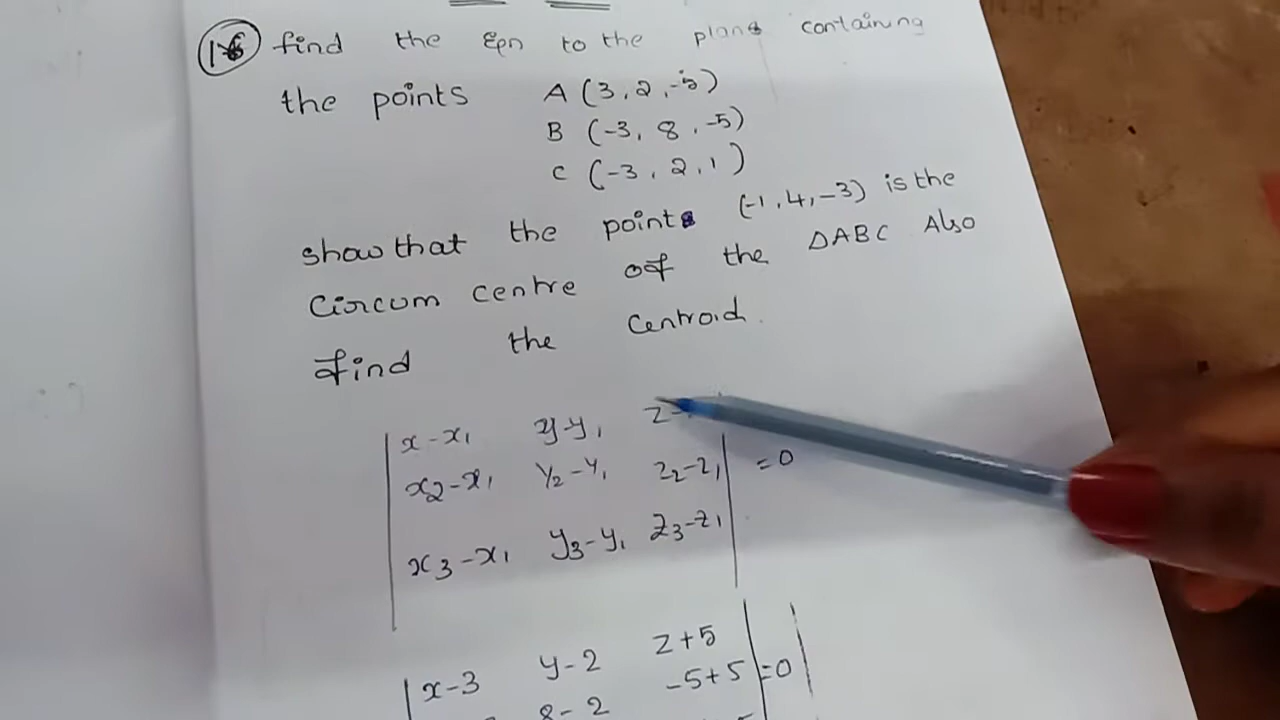 find the Eqn to the plane containing
the points A (3, 2, -5)
B (-3, 8, -5)
C (-3, 2, 1)
show that the point (-1, 4, -3) is the
Circum centre of the ΔABC Also
find the Centroid.
x-x₁ y-y₁ z-
x₂-x₁ y₂-y₁ z₂-z₁ =0
x₃-x₁ y₃-y₁ z₃-z₁
x-3 y-2 z+5
8-2 -5+5 =0